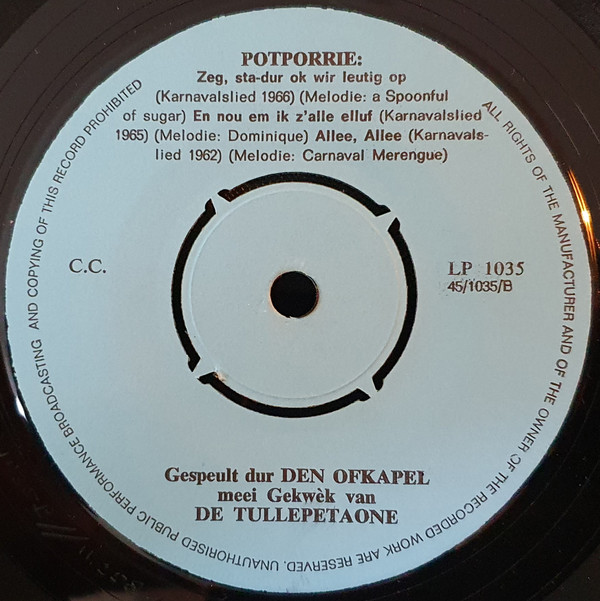 POTPORRIE:
Zeg, sta-dur ok wir leutig op
(Karnavalslied 1966) (Melodie: a Spoonful
of sugar) En nou em ik z'alle elluf (Karnavalslied
1965) (Melodie: Dominique) Allee, Allee (Karnavals-
lied 1962) (Melodie: Carnaval Merengue)
C.C.
LP 1035
45/1035/B
Gespeult dur DEN OFKAPEL
meei Gekwèk van
DE TULLEPETAONE
ALL RIGHTS OF THE MANUFACTURER AND OF THE OWNER OF THE RECORDED WORK ARE RESERVED. UNAUTHORISED PUBLIC PERFORMANCE BROADCASTING AND COPYING OF THIS RECORD PROHIBITED